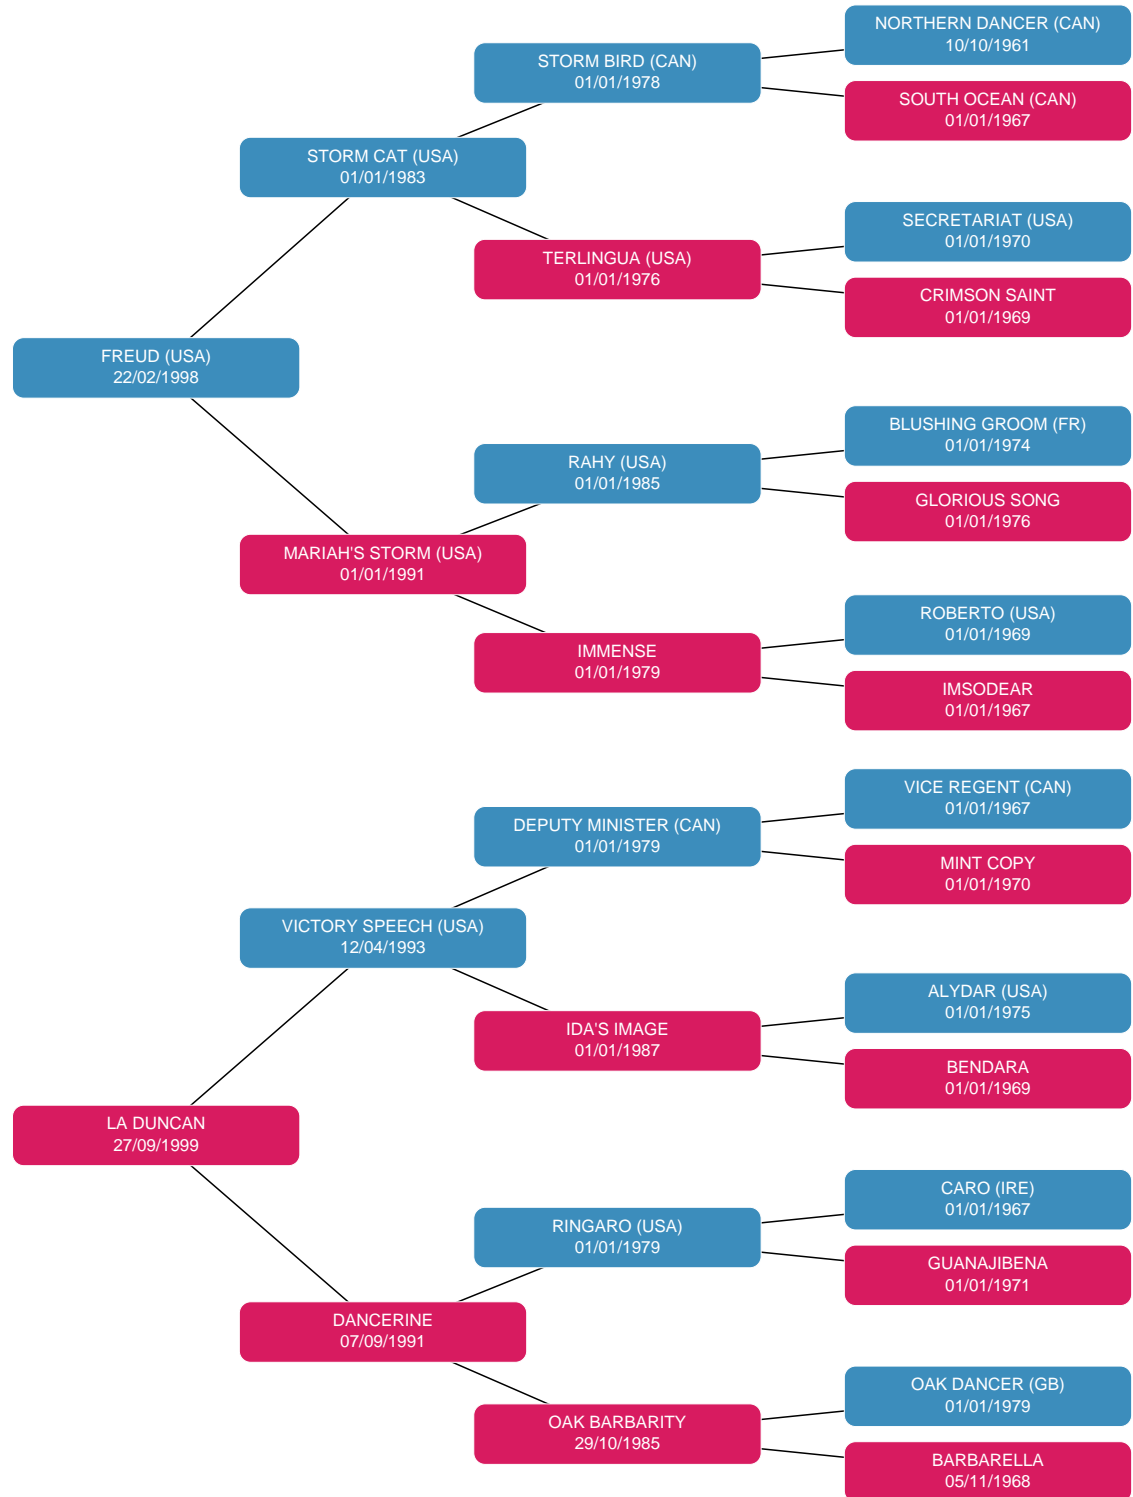 NORTHERN DANCER (CAN)
10/10/1961
STORM BIRD (CAN)
01/01/1978
SOUTH OCEAN (CAN)
01/01/1967
STORM CAT (USA)
01/01/1983
SECRETARIAT (USA)
01/01/1970
TERLINGUA (USA)
01/01/1976
CRIMSON SAINT
01/01/1969
FREUD (USA)
22/02/1998
BLUSHING GROOM (FR)
01/01/1974
RAHY (USA)
01/01/1985
GLORIOUS SONG
01/01/1976
MARIAH'S STORM (USA)
01/01/1991
ROBERTO (USA)
01/01/1969
IMMENSE
01/01/1979
IMSODEAR
01/01/1967
VICE REGENT (CAN)
01/01/1967
DEPUTY MINISTER (CAN)
01/01/1979
MINT COPY
01/01/1970
VICTORY SPEECH (USA)
12/04/1993
ALYDAR (USA)
01/01/1975
IDA'S IMAGE
01/01/1987
BENDARA
01/01/1969
LA DUNCAN
27/09/1999
CARO (IRE)
01/01/1967
RINGARO (USA)
01/01/1979
GUANAJIBENA
01/01/1971
DANCERINE
07/09/1991
OAK DANCER (GB)
01/01/1979
OAK BARBARITY
29/10/1985
BARBARELLA
05/11/1968